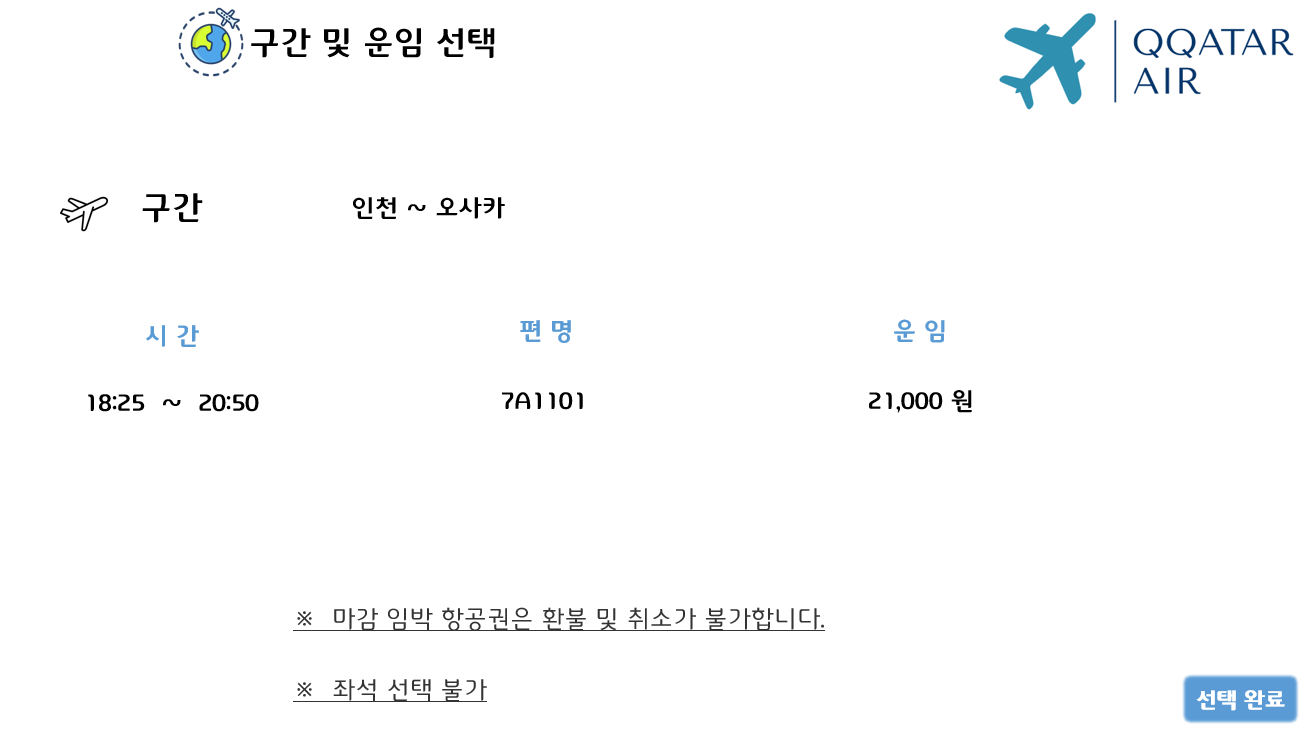 구간 및 운임 선택
QQATAR
AIR
구간
인천 ~ 오사카
시 간
편 명
운 임
18:25 ~ 20:50
7A1101
21,000 원
※ 마감 임박 항공권은 환불 및 취소가 불가합니다.
※ 좌석 선택 불가
선택 완료